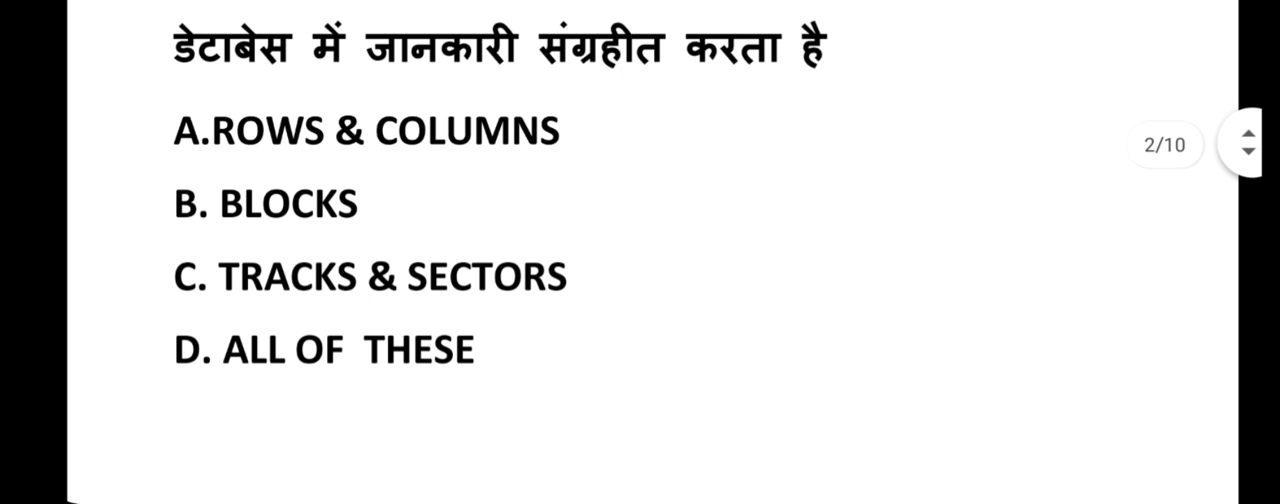 डेटाबेस में जानकारी संग्रहीत करता है
A.ROWS & COLUMNS
2/10
B. BLOCKS
C. TRACKS & SECTORS
D. ALL OF THESE